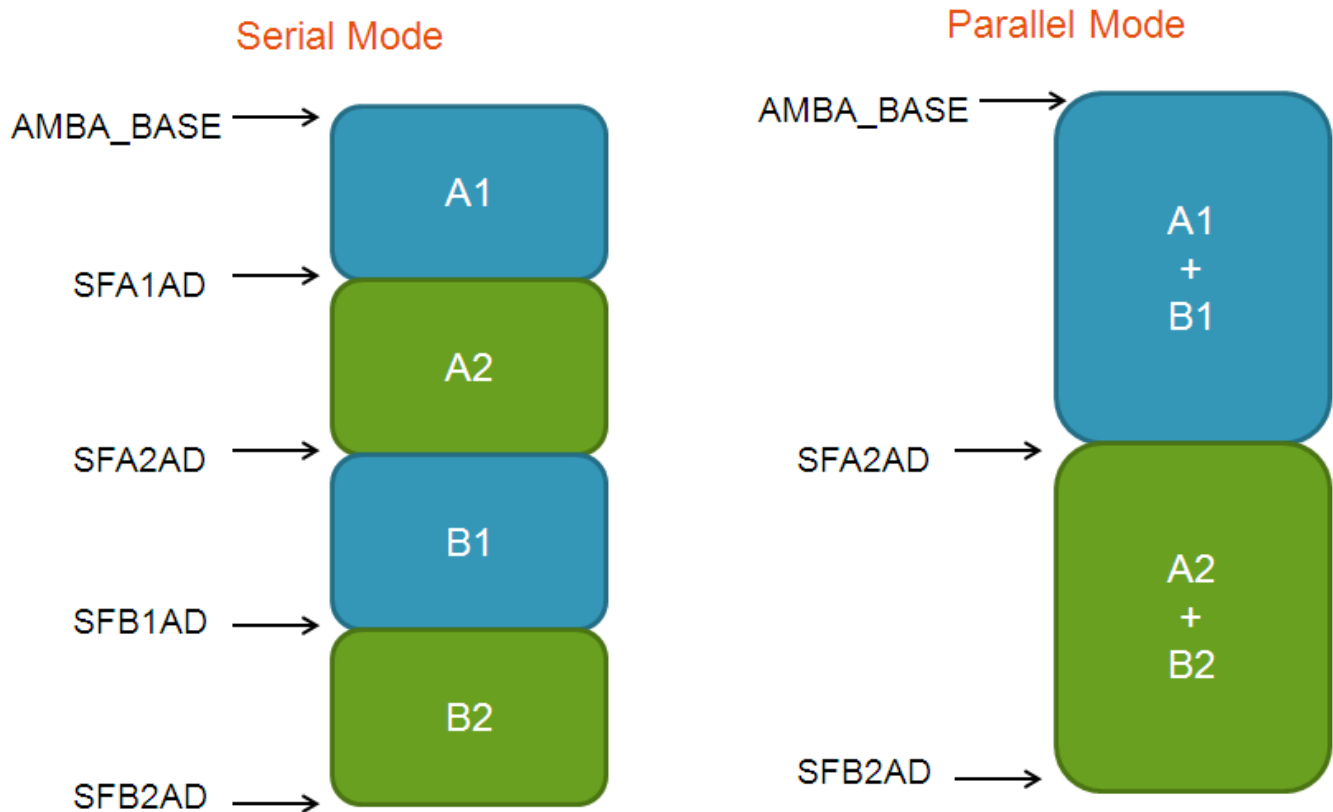 Serial Mode
AMBA_BASE
A1
SFA1AD
A2
SFA2AD
B1
SFB1AD
B2
SFB2AD
Parallel Mode
AMBA_BASE
A1
+
B1
SFA2AD
A2
+
B2
SFB2AD